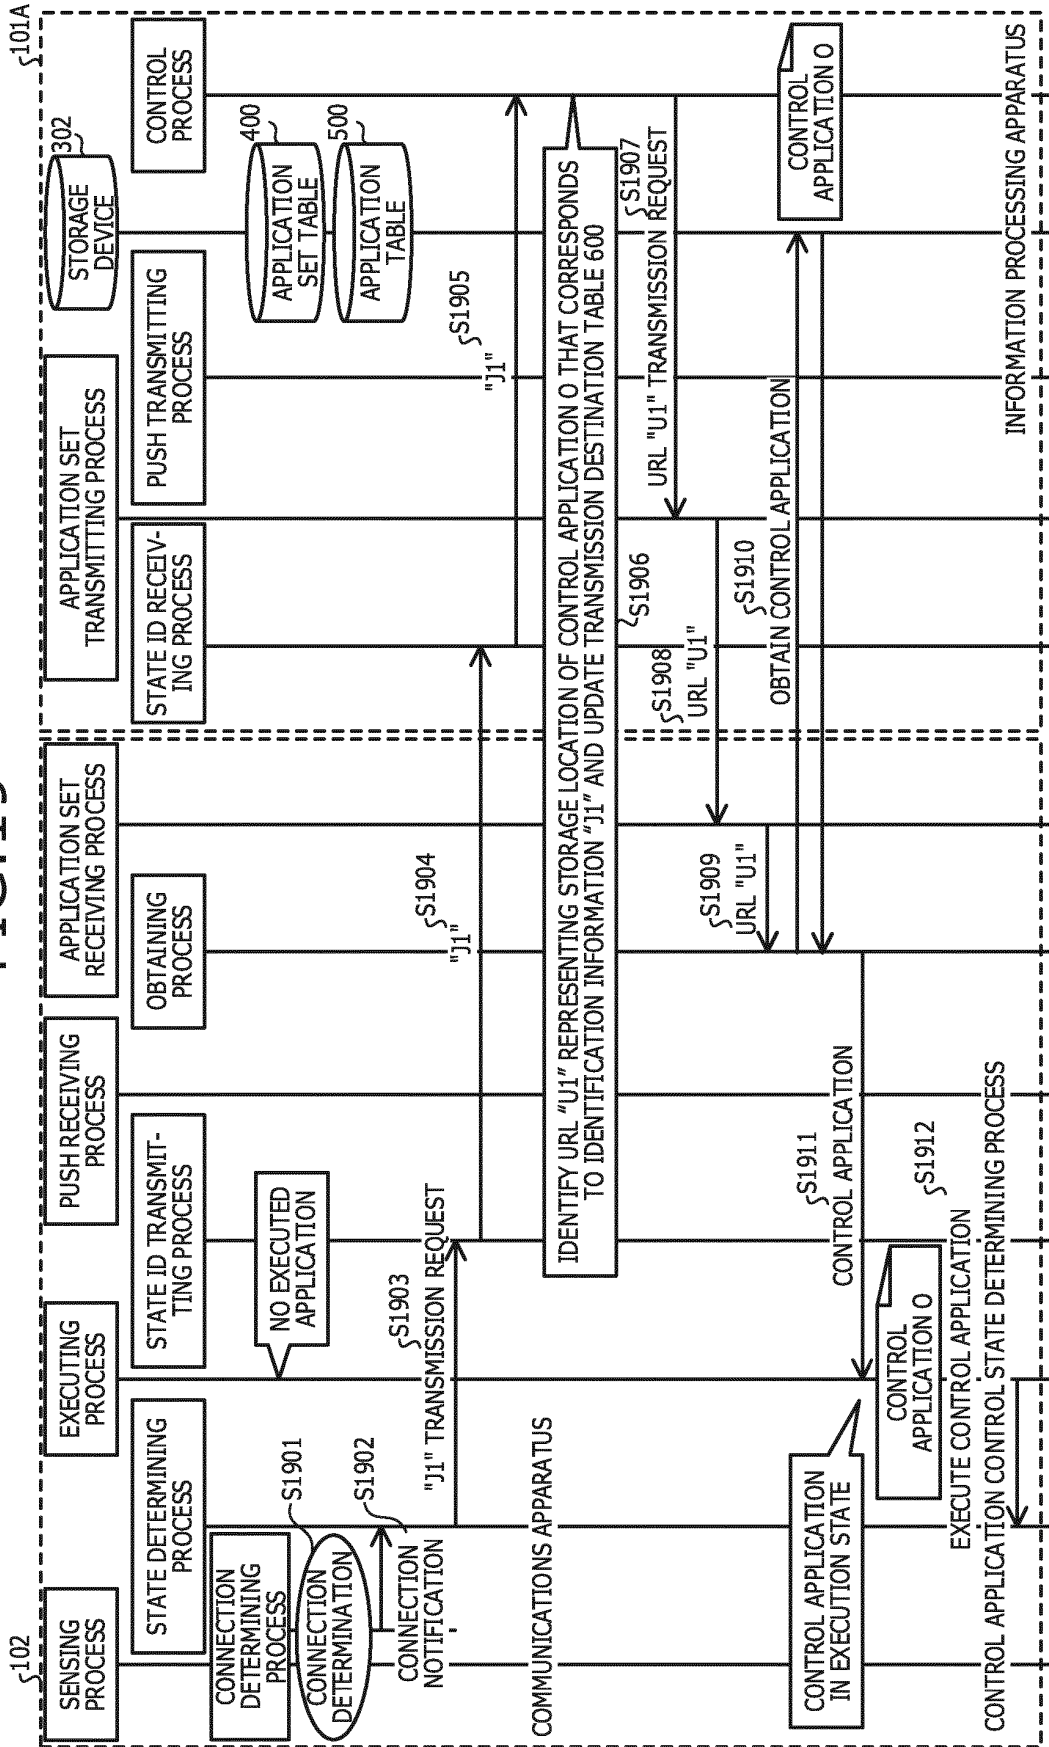 102
101A
SENSING
PROCESS
STATE DETERMINING
PROCESS
EXECUTING
PROCESS
STATE ID TRANSMIT-
TING PROCESS
PUSH RECEIVING
PROCESS
OBTAINING
PROCESS
APPLICATION SET
RECEIVING PROCESS
STATE ID RECEIV-
ING PROCESS
APPLICATION SET
TRANSMITTING PROCESS
PUSH TRANSMITTING
PROCESS
STORAGE
DEVICE
302
CONTROL
PROCESS
CONNECTION
DETERMINING
PROCESS
CONNECTION
DETERMINATION
S1901
S1902
CONNECTION
NOTIFICATION
NO EXECUTED
APPLICATION
APPLICATION
SET TABLE
400
APPLICATION
TABLE
500
S1903
"J1" TRANSMISSION REQUEST
S1904
"J1"
S1905
"J1"
COMMUNICATIONS APPARATUS
IDENTIFY URL "U1" REPRESENTING STORAGE LOCATION OF CONTROL APPLICATION O THAT CORRESPONDS
TO IDENTIFICATION INFORMATION "J1" AND UPDATE TRANSMISSION DESTINATION TABLE 600
S1906
S1907
URL "U1" TRANSMISSION REQUEST
S1908
URL "U1"
S1909
URL "U1"
S1910
OBTAIN CONTROL APPLICATION
CONTROL
APPLICATION O
CONTROL APPLICATION
IN EXECUTION STATE
S1911
CONTROL APPLICATION
CONTROL
APPLICATION O
S1912
EXECUTE CONTROL APPLICATION
CONTROL APPLICATION CONTROL STATE DETERMINING PROCESS
INFORMATION PROCESSING APPARATUS